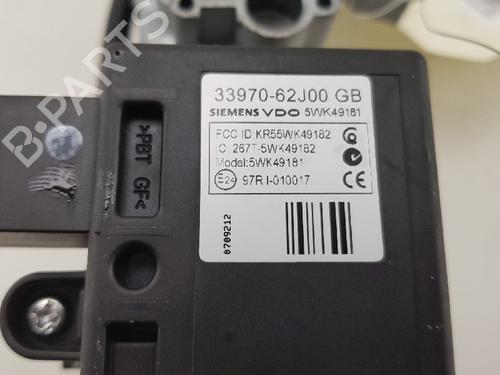 33970-62J00 GB
SIEMENS VDO 5WK49181
FCC ID: KR55WK49182
IC: 267T-5WK49182
Model:5WK49181
E24 97R I-010017 CE
0709212
>PBT GF<
B-PARTS